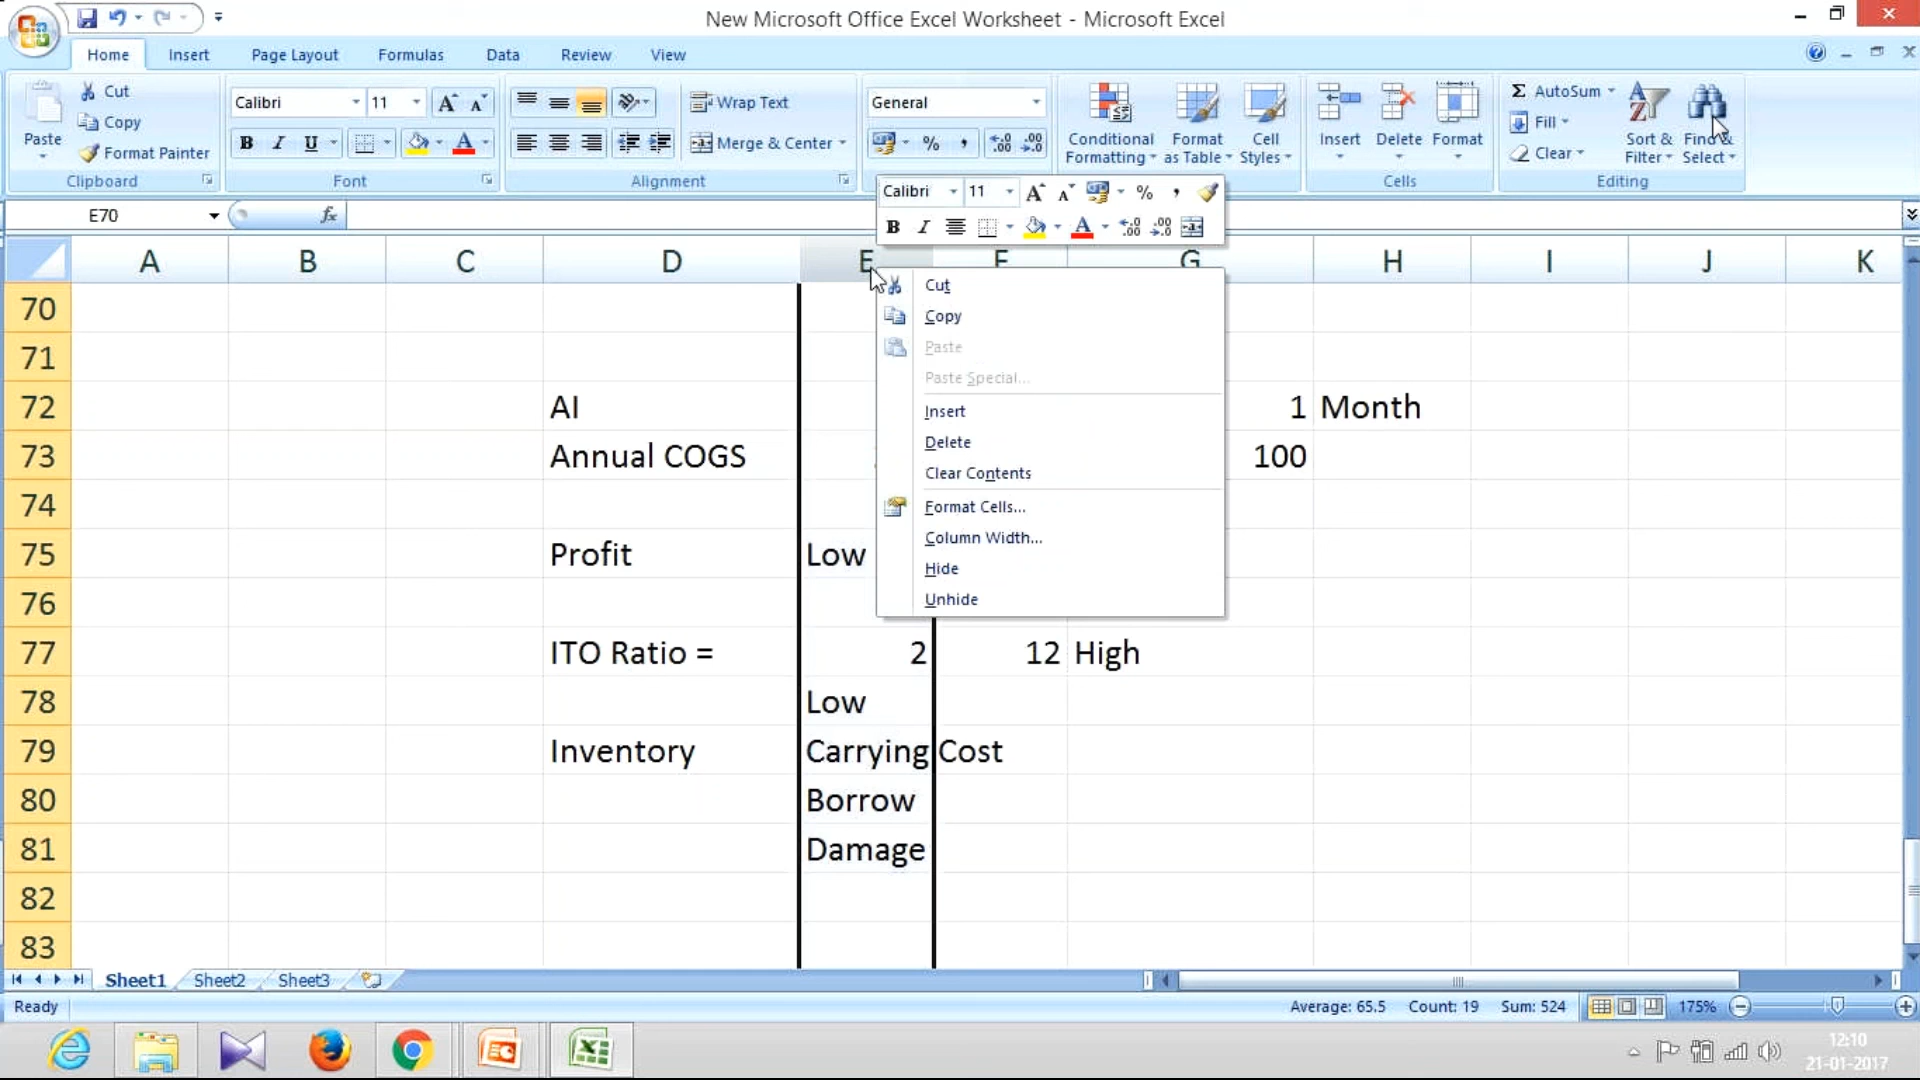 New Microsoft Office Excel Worksheet - Microsoft Excel
Home Insert Page Layout Formulas Data Review View
Paste Cut Copy Format Painter
Clipboard
Calibri 11
B I U
Font
Wrap Text
Merge & Center
Alignment
General
%
Conditional Formatting Format as Table Cell Styles
Insert Delete Format
Cells
Σ AutoSum
Fill
Clear
Sort & Filter Find & Select
Editing
Calibri 11 %
B I A
E70 fx
A B C D E F G H I J K
Cut
Copy
Paste
Paste Special...
Insert
Delete
Clear Contents
Format Cells...
Column Width...
Hide
Unhide
70
71
72 AI 1 Month
73 Annual COGS 100
74
75 Profit Low
76
77 ITO Ratio = 2 12 High
78 Low
79 Inventory Carrying Cost
80 Borrow
81 Damage
82
83
Sheet1 Sheet2 Sheet3
Ready Average: 65.5 Count: 19 Sum: 524 175%
12:10
21-01-2017